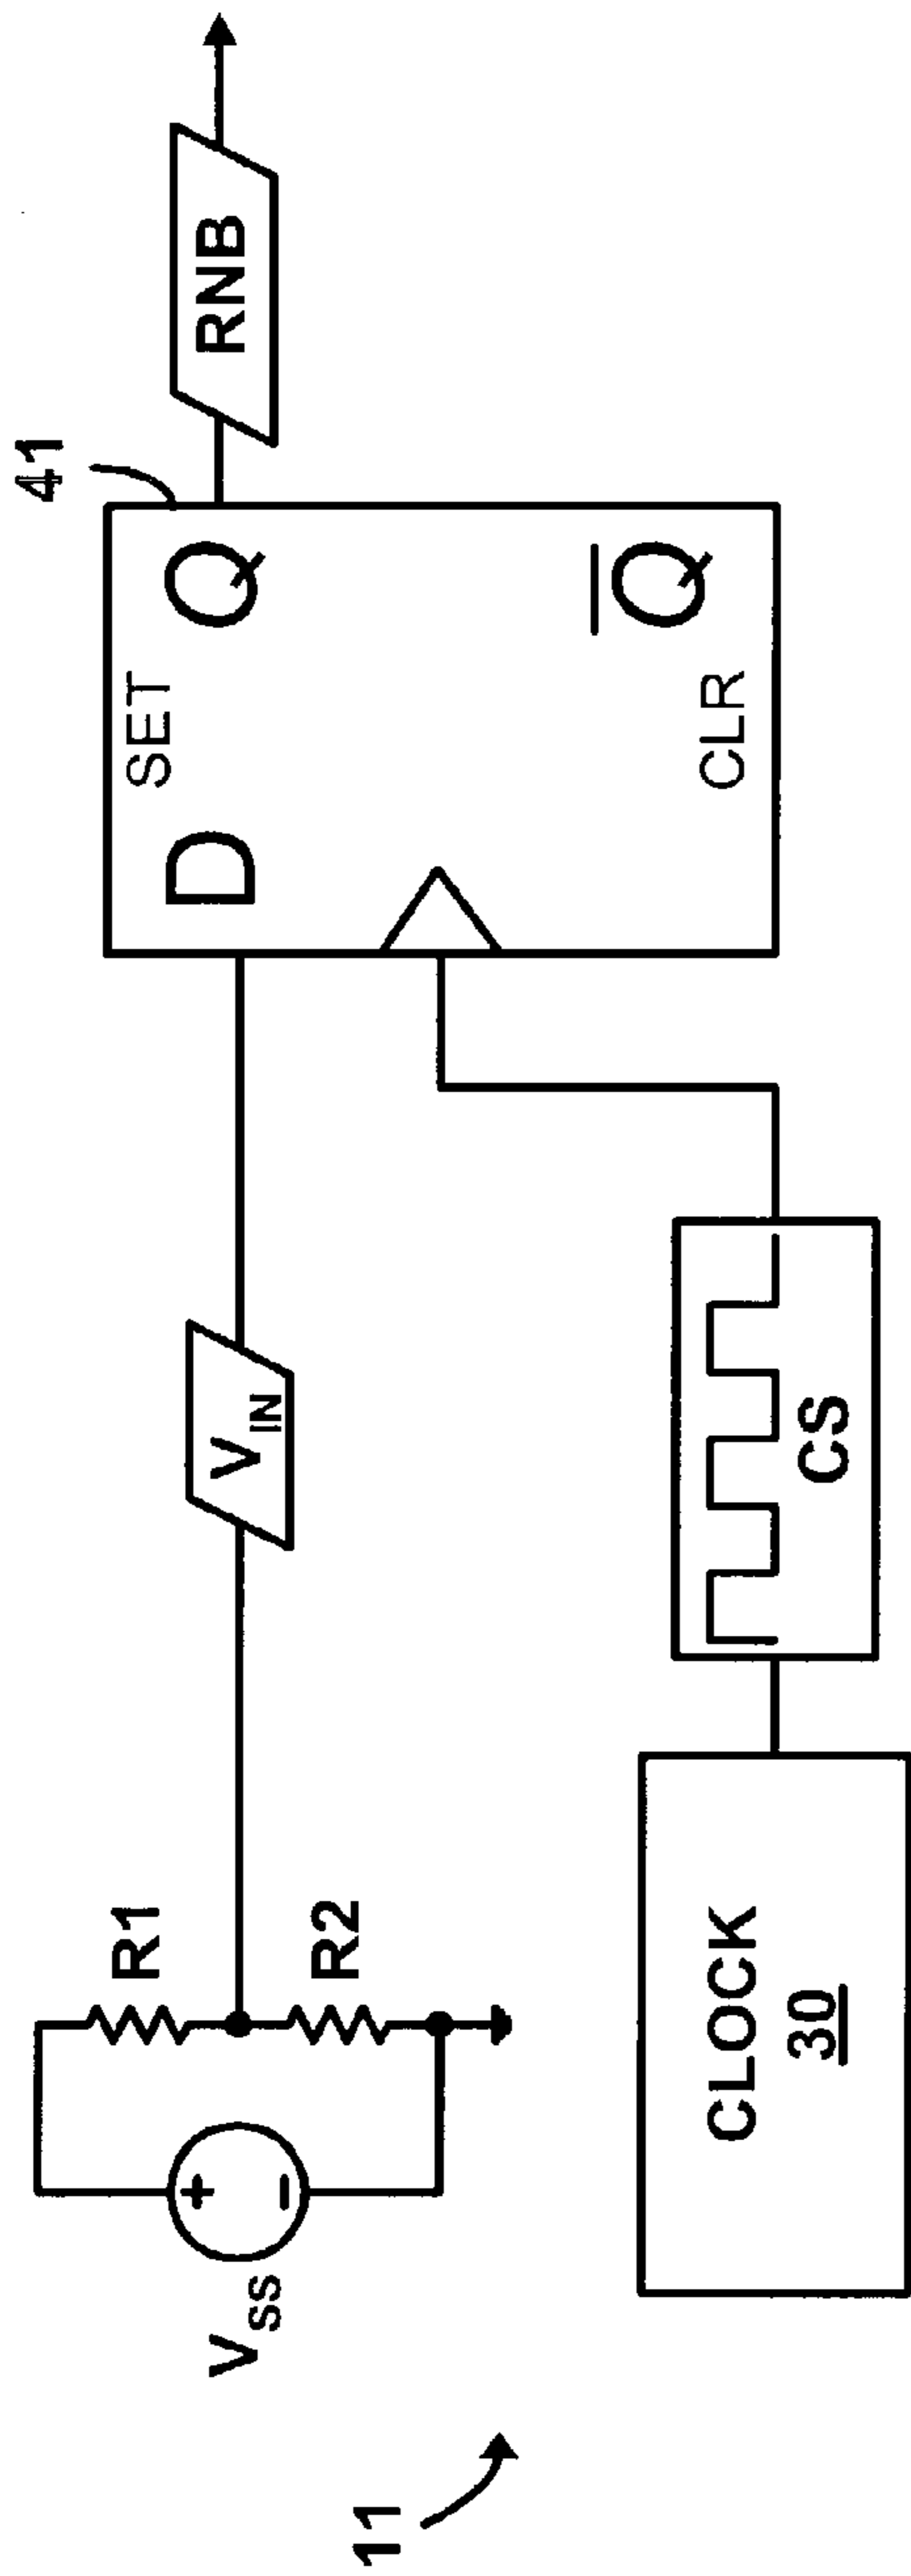 11
V_SS
+
−
R1
R2
V_IN
CLOCK
30
CS
41
D
SET
Q
Q̅
CLR
RNB